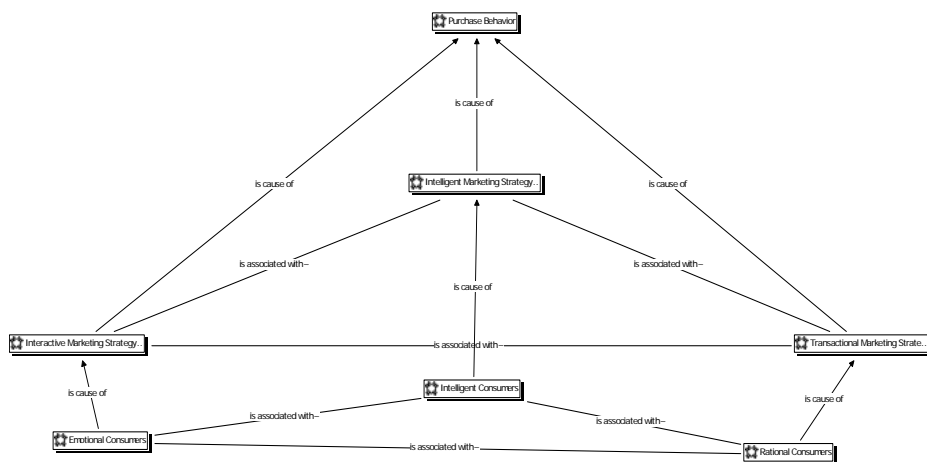 Purchase Behavior
is cause of
is cause of
is cause of
Intelligent Marketing Strategy..
is associated with--
is associated with--
is cause of
Interactive Marketing Strategy..
is associated with--
Transactional Marketing Strate..
Intelligent Consumers
is cause of
is cause of
is associated with--
is associated with--
Emotional Consumers
is associated with--
Rational Consumers